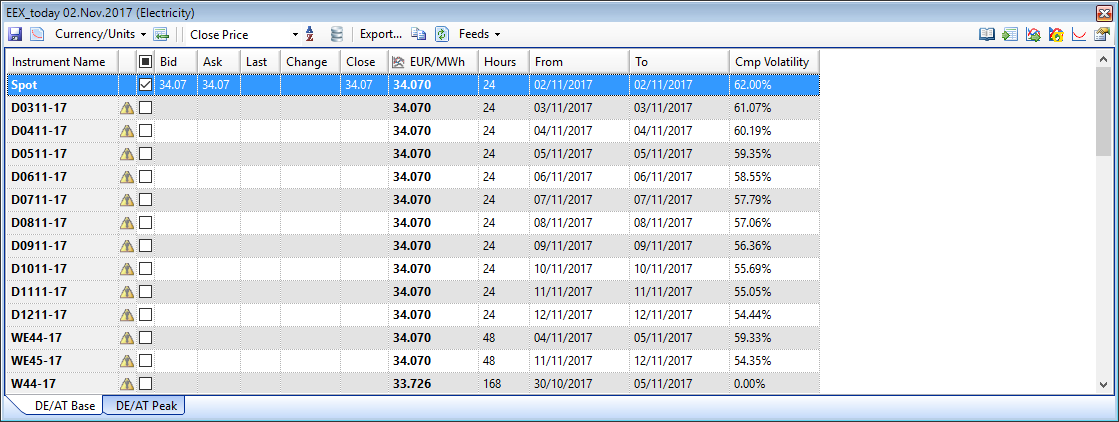 EEX_today 02.Nov.2017 (Electricity)
Currency/Units Close Price A Z Export... Feeds
Instrument Name Bid Ask Last Change Close EUR/MWh Hours From To Cmp Volatility
Spot 34.07 34.07 34.07 34.070 24 02/11/2017 02/11/2017 62.00%
D0311-17 34.070 24 03/11/2017 03/11/2017 61.07%
D0411-17 34.070 24 04/11/2017 04/11/2017 60.19%
D0511-17 34.070 24 05/11/2017 05/11/2017 59.35%
D0611-17 34.070 24 06/11/2017 06/11/2017 58.55%
D0711-17 34.070 24 07/11/2017 07/11/2017 57.79%
D0811-17 34.070 24 08/11/2017 08/11/2017 57.06%
D0911-17 34.070 24 09/11/2017 09/11/2017 56.36%
D1011-17 34.070 24 10/11/2017 10/11/2017 55.69%
D1111-17 34.070 24 11/11/2017 11/11/2017 55.05%
D1211-17 34.070 24 12/11/2017 12/11/2017 54.44%
WE44-17 34.070 48 04/11/2017 05/11/2017 59.33%
WE45-17 34.070 48 11/11/2017 12/11/2017 54.35%
W44-17 33.726 168 30/10/2017 05/11/2017 0.00%
DE/AT Base DE/AT Peak